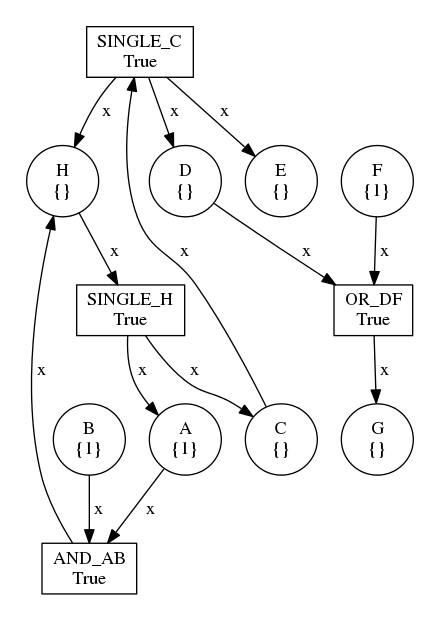 SINGLE_C
True
x
x
x
H
{}
D
{}
E
{}
F
{1}
x
x
x
x
SINGLE_H
True
OR_DF
True
x
x
x
x
B
{1}
A
{1}
C
{}
G
{}
x
x
AND_AB
True